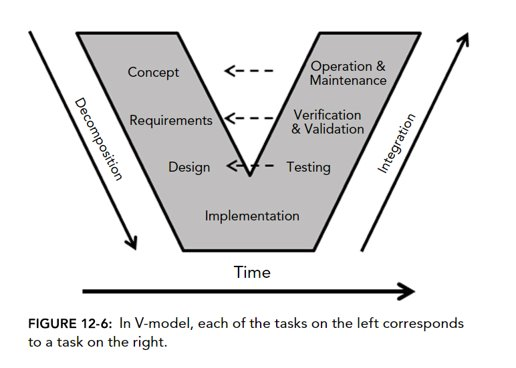 Concept
Operation &
Maintenance
Decomposition
Requirements
Verification
& Validation
Integration
Design
Testing
Implementation
Time
FIGURE 12-6: In V-model, each of the tasks on the left corresponds
to a task on the right.